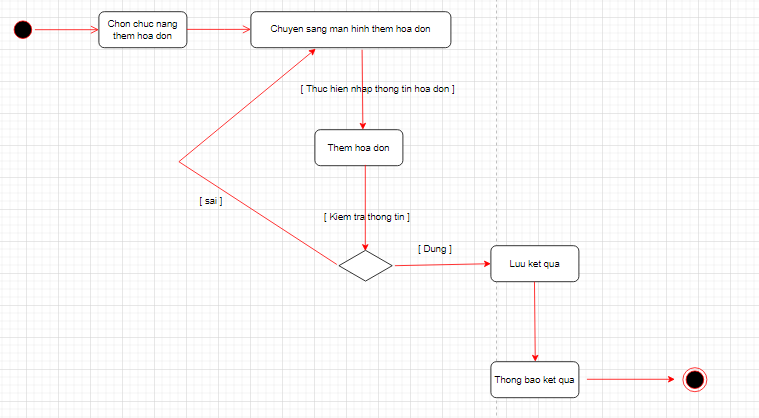 Chon chuc nang
them hoa don
Chuyen sang man hinh them hoa don
[ Thuc hien nhap thong tin hoa don ]
Them hoa don
[ sai ]
[ Kiem tra thong tin ]
[ Dung ]
Luu ket qua
Thong bao ket qua